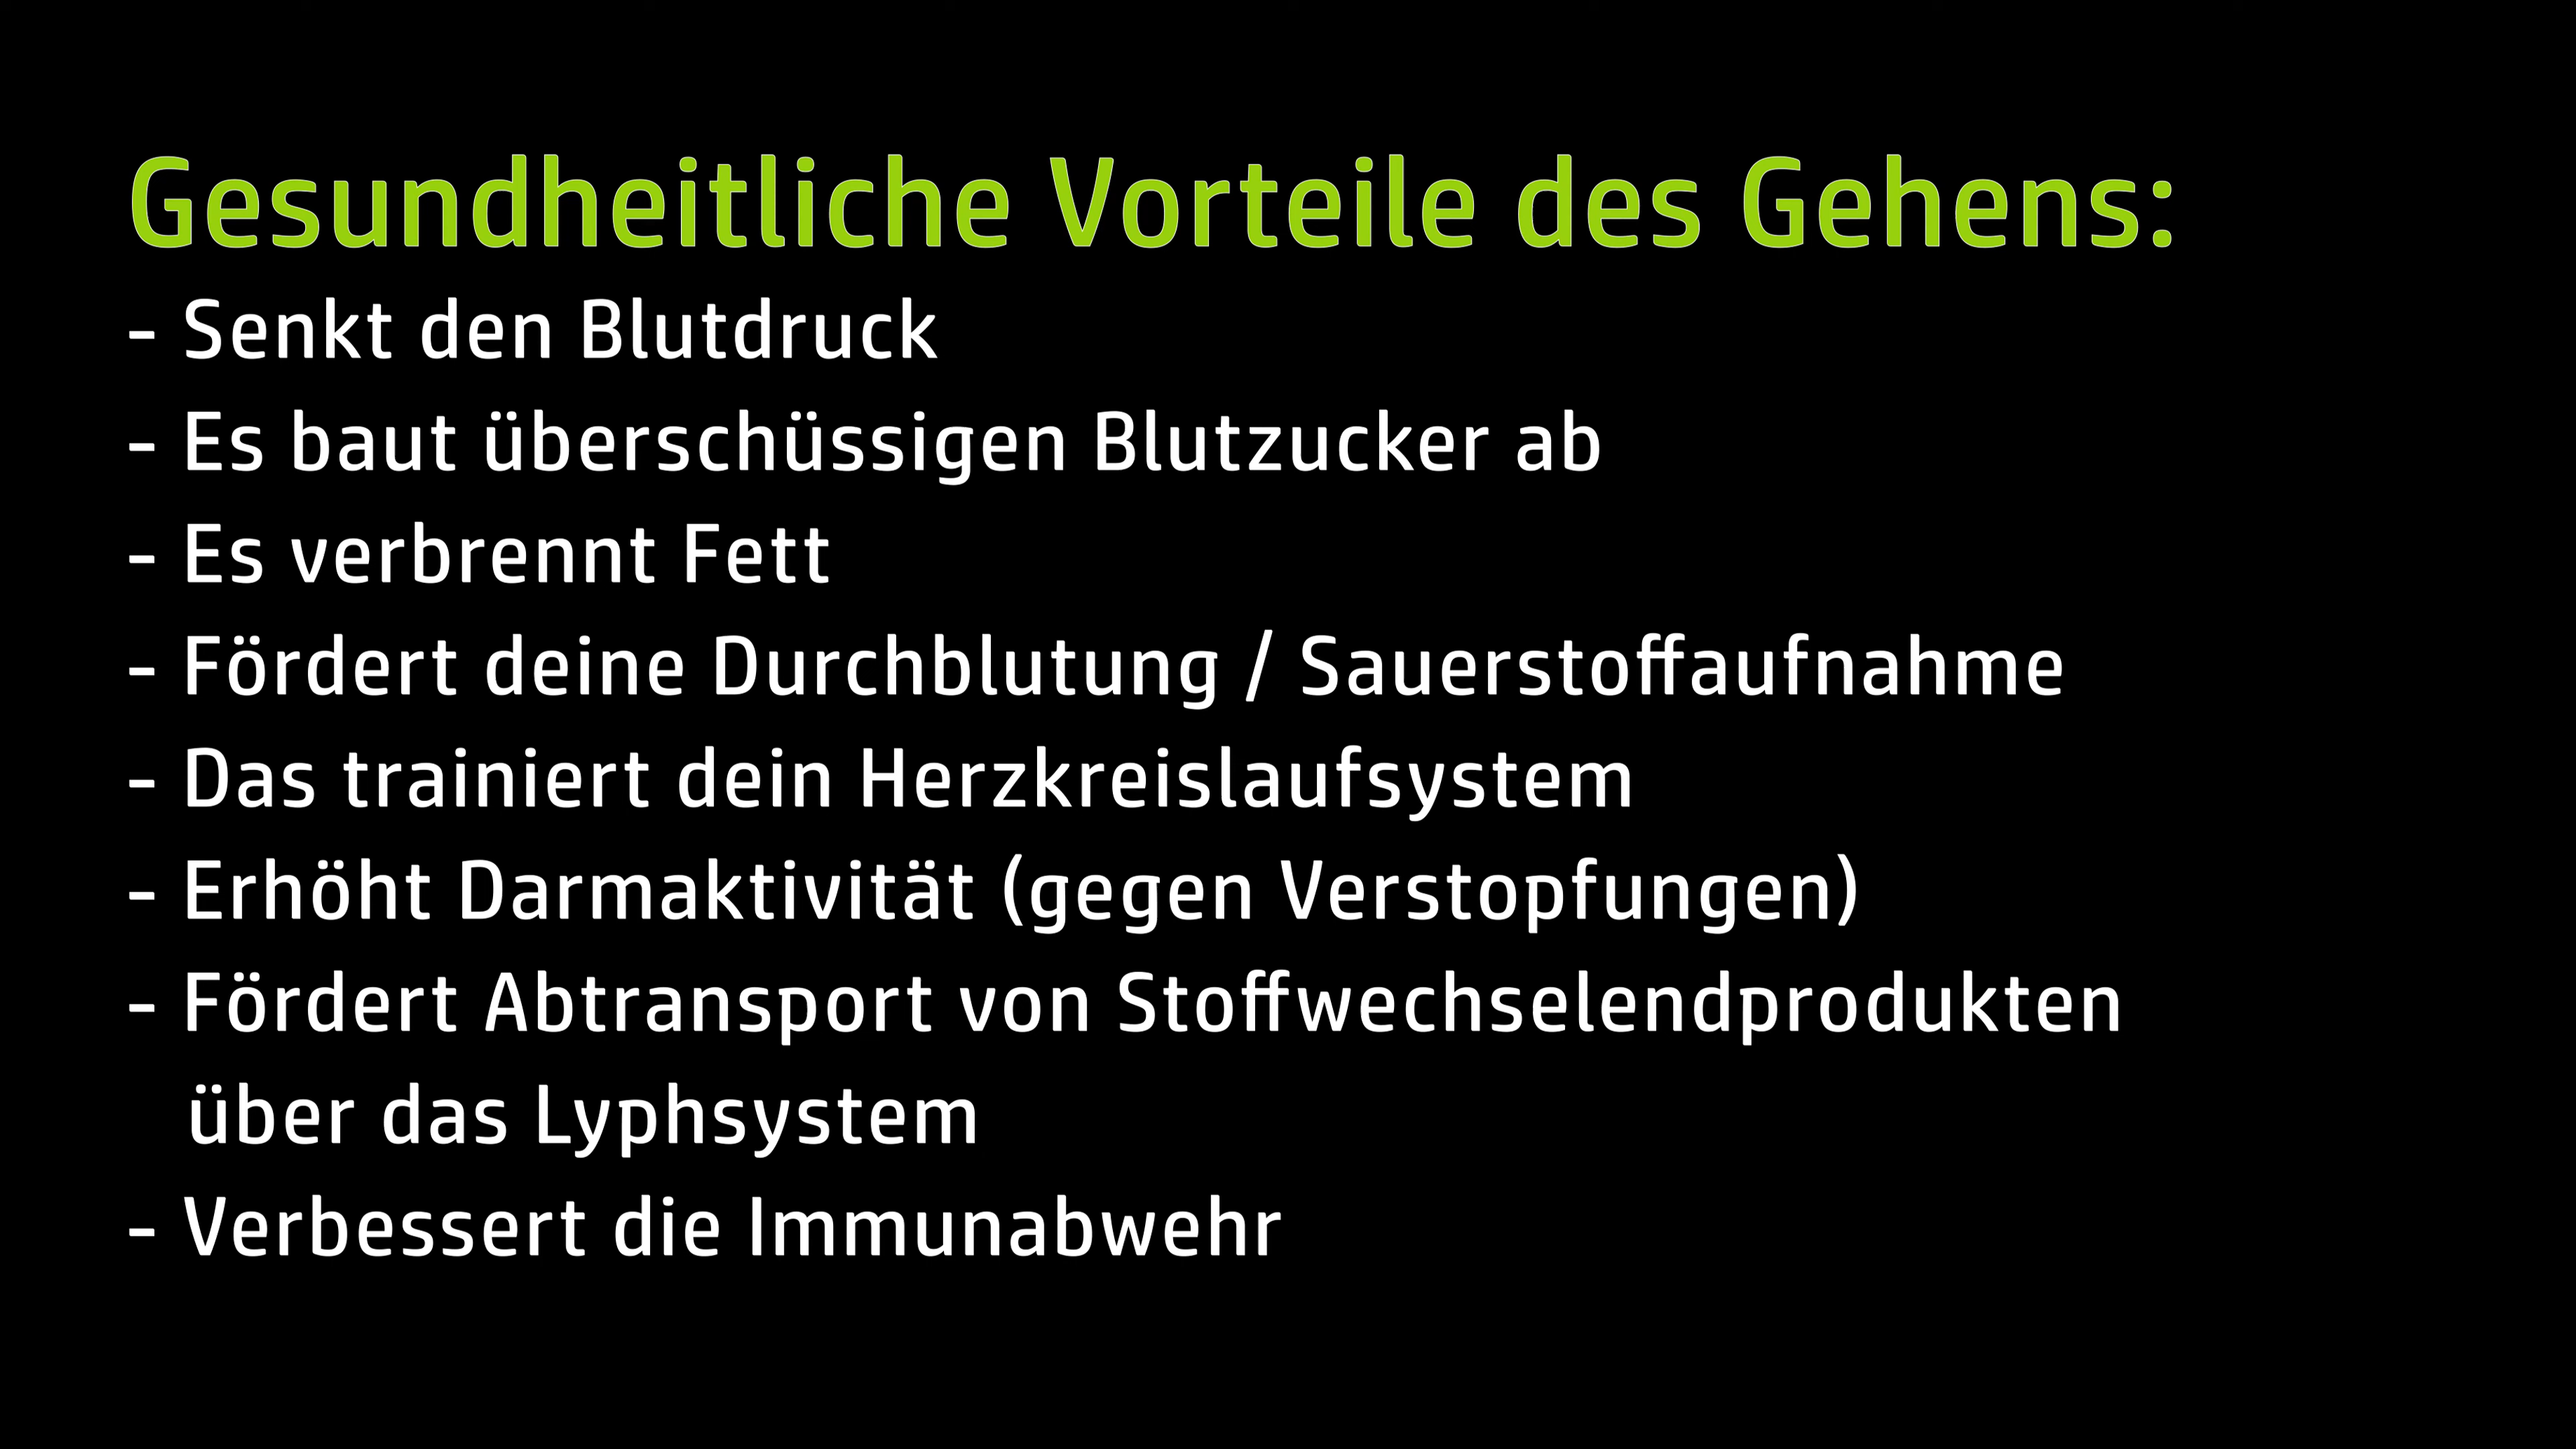 Gesundheitliche Vorteile des Gehens:
- Senkt den Blutdruck
- Es baut überschüssigen Blutzucker ab
- Es verbrennt Fett
- Fördert deine Durchblutung / Sauerstoffaufnahme
- Das trainiert dein Herzkreislaufsystem
- Erhöht Darmaktivität (gegen Verstopfungen)
- Fördert Abtransport von Stoffwechselendprodukten
über das Lyphsystem
- Verbessert die Immunabwehr